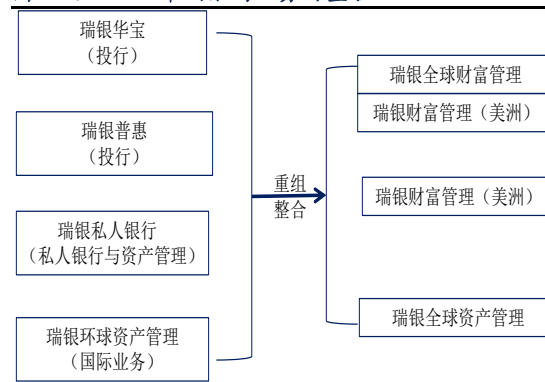 瑞银华宝
（投行）
瑞银普惠
（投行）
瑞银私人银行
（私人银行与资产管理）
瑞银环球资产管理
（国际业务）
重组
整合
瑞银全球财富管理
瑞银财富管理（美洲）
瑞银财富管理（美洲）
瑞银全球资产管理